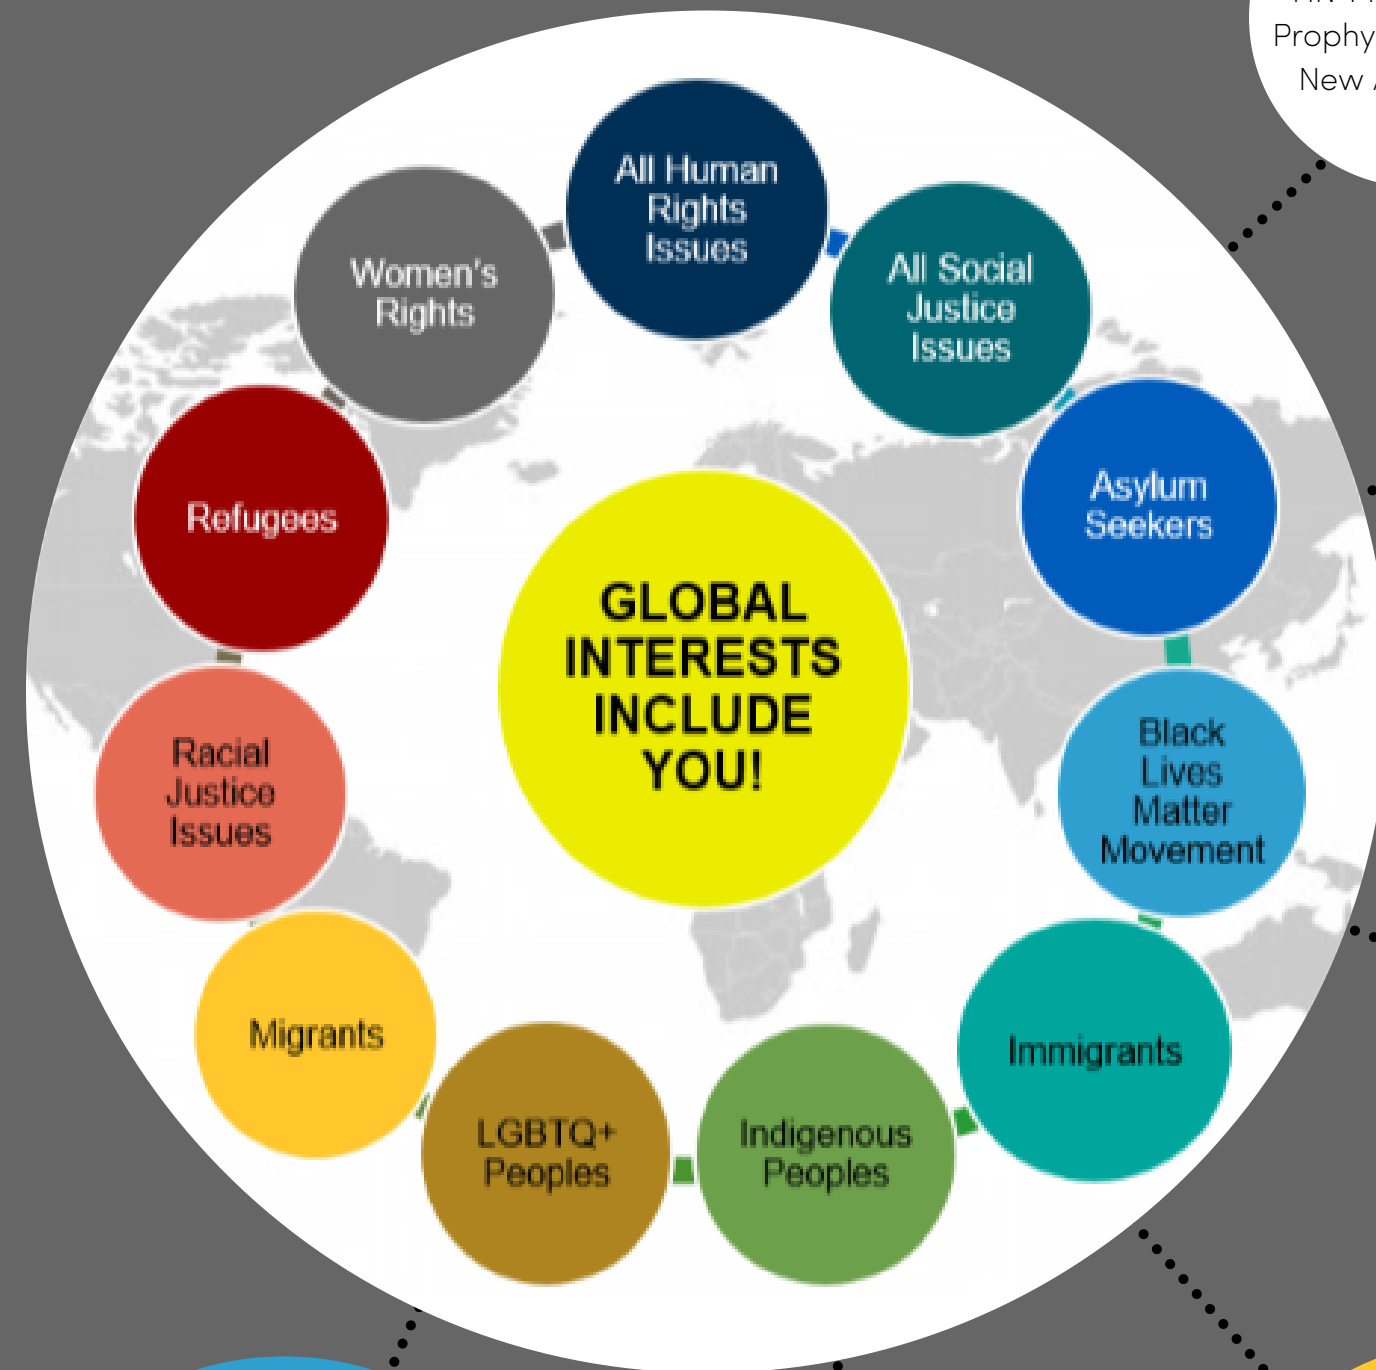 Prophy
New
All Human
Rights
Issues
All Social
Justice
Issues
Asylum
Seekers
Black
Lives
Matter
Movement
Immigrants
Indigenous
Peoples
LGBTQ+
Peoples
Migrants
Racial
Justice
Issues
Refugees
Women's
Rights
GLOBAL
INTERESTS
INCLUDE
YOU!